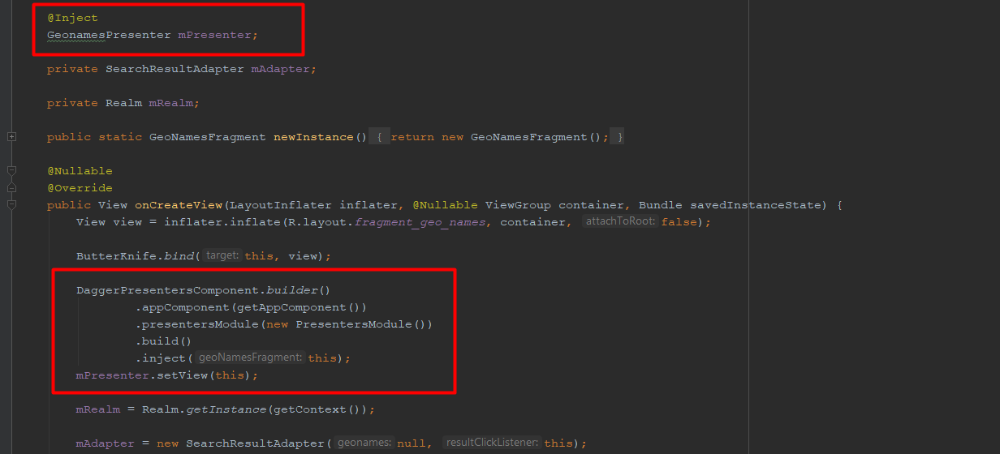 @Inject
GeonamesPresenter mPresenter;
private SearchResultAdapter mAdapter;
private Realm mRealm;
public static GeoNamesFragment newInstance() { return new GeoNamesFragment(); }
@Nullable
@Override
public View onCreateView(LayoutInflater inflater, @Nullable ViewGroup container, Bundle savedInstanceState) {
View view = inflater.inflate(R.layout.fragment_geo_names, container, attachToRoot: false);
ButterKnife.bind( target: this, view);
DaggerPresentersComponent.builder()
.appComponent(getAppComponent())
.presentersModule(new PresentersModule())
.build()
.inject( geoNamesFragment: this);
mPresenter.setView(this);
mRealm = Realm.getInstance(getContext());
mAdapter = new SearchResultAdapter( geonames: null, resultClickListener: this);